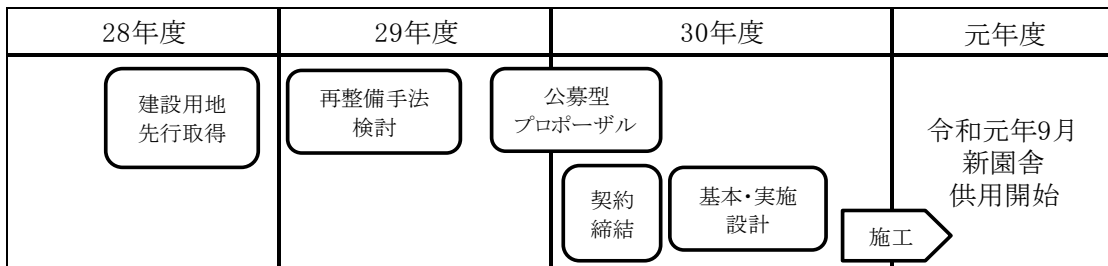 28年度
29年度
30年度
元年度
建設用地
先行取得
再整備手法
検討
公募型
プロポーザル
契約
締結
基本・実施
設計
施工
令和元年9月
新園舎
供用開始